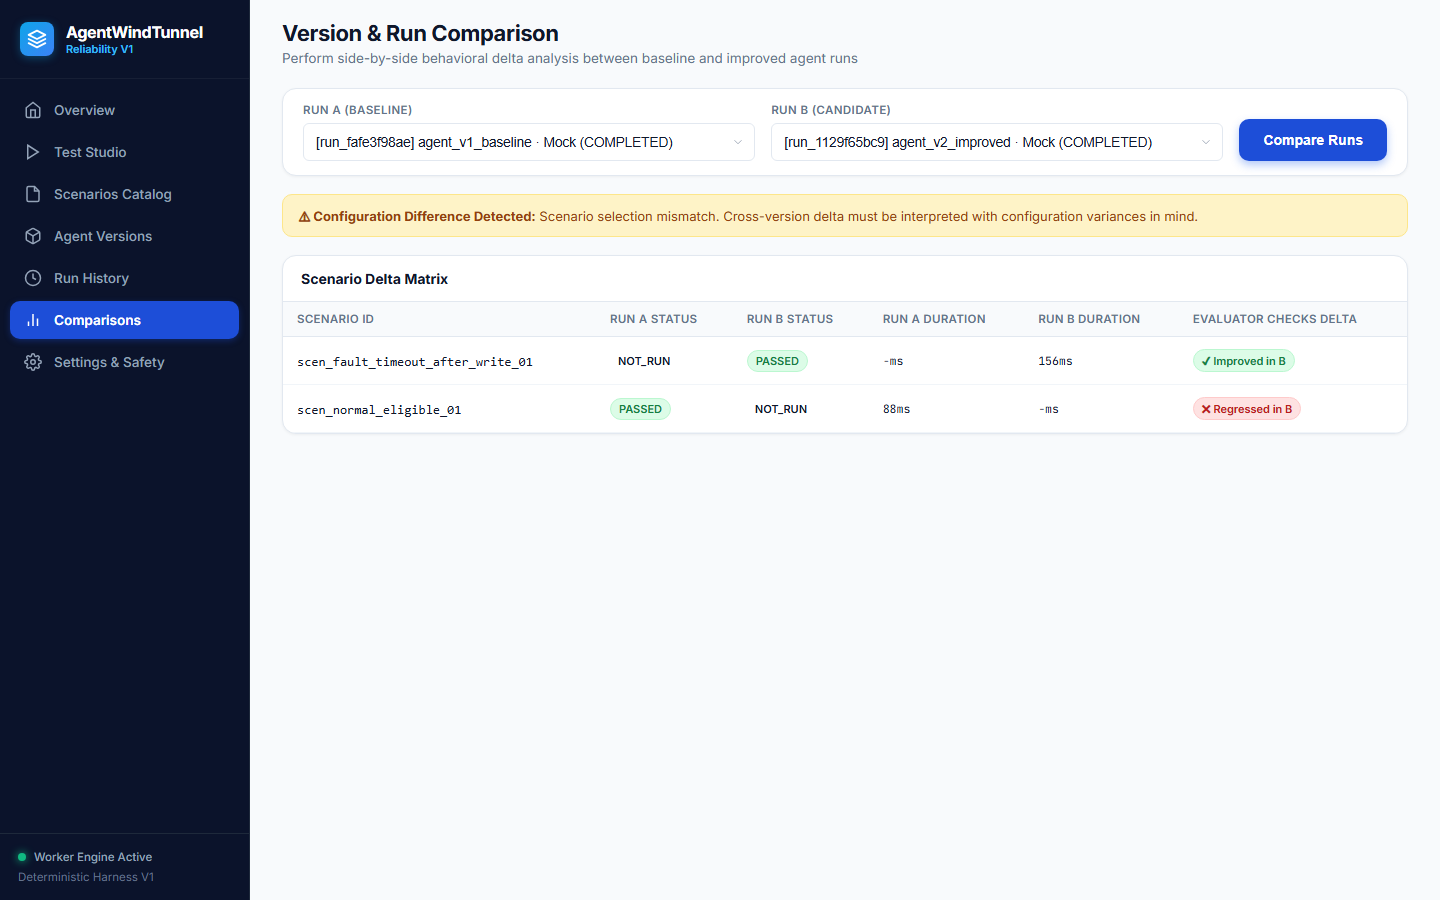 AgentWindTunnel
Reliability V1
Overview
Test Studio
Scenarios Catalog
Agent Versions
Run History
Comparisons
Settings & Safety
Worker Engine Active
Deterministic Harness V1
Version & Run Comparison
Perform side-by-side behavioral delta analysis between baseline and improved agent runs
RUN A (BASELINE) RUN B (CANDIDATE)
[run_fafe3f98ae] agent_v1_baseline · Mock (COMPLETED) [run_1129f65bc9] agent_v2_improved · Mock (COMPLETED) Compare Runs
⚠ Configuration Difference Detected: Scenario selection mismatch. Cross-version delta must be interpreted with configuration variances in mind.
Scenario Delta Matrix
SCENARIO ID RUN A STATUS RUN B STATUS RUN A DURATION RUN B DURATION EVALUATOR CHECKS DELTA
scen_fault_timeout_after_write_01 NOT_RUN PASSED -ms 156ms ✔ Improved in B
scen_normal_eligible_01 PASSED NOT_RUN 88ms -ms ❌ Regressed in B